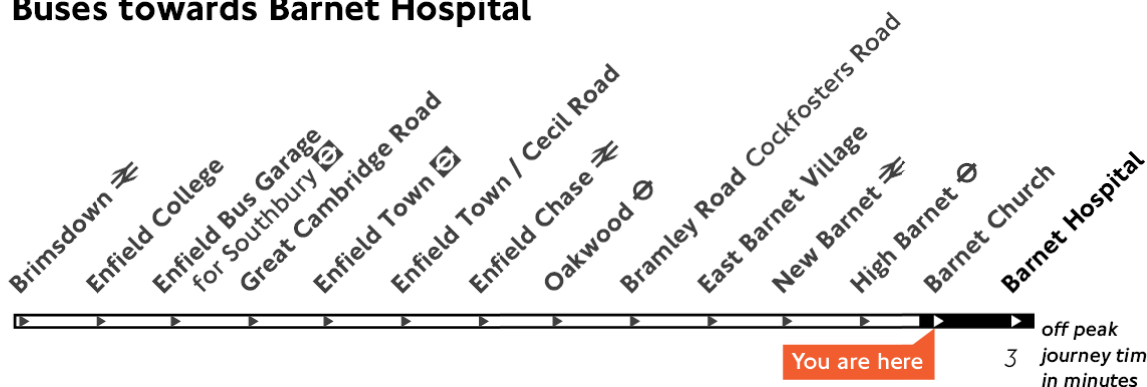 Buses towards Barnet Hospital
Brimsdown
Enfield College
Enfield Bus Garage
for Southbury
Great Cambridge Road
Enfield Town
Enfield Town / Cecil Road
Enfield Chase
Oakwood
Bramley Road Cockfosters Road
East Barnet Village
New Barnet
High Barnet
Barnet Church
Barnet Hospital
You are here
3
off peak
journey tim
in minutes